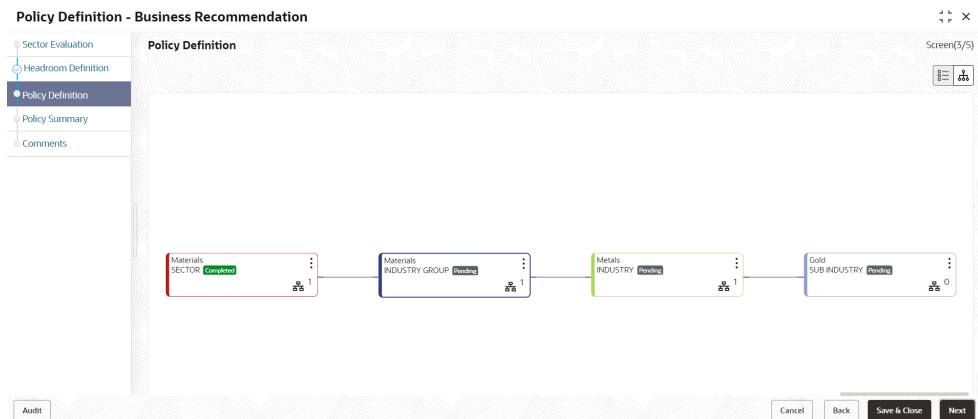 Policy Definition - Business Recommendation
Sector Evaluation
Headroom Definition
Policy Definition
Policy Summary
Comments
Policy Definition
Screen(3/5)
Materials
SECTOR Completed
1
Materials
INDUSTRY GROUP Pending
1
Metals
INDUSTRY Pending
1
Gold
SUB INDUSTRY Pending
0
Audit
Cancel
Back
Save & Close
Next